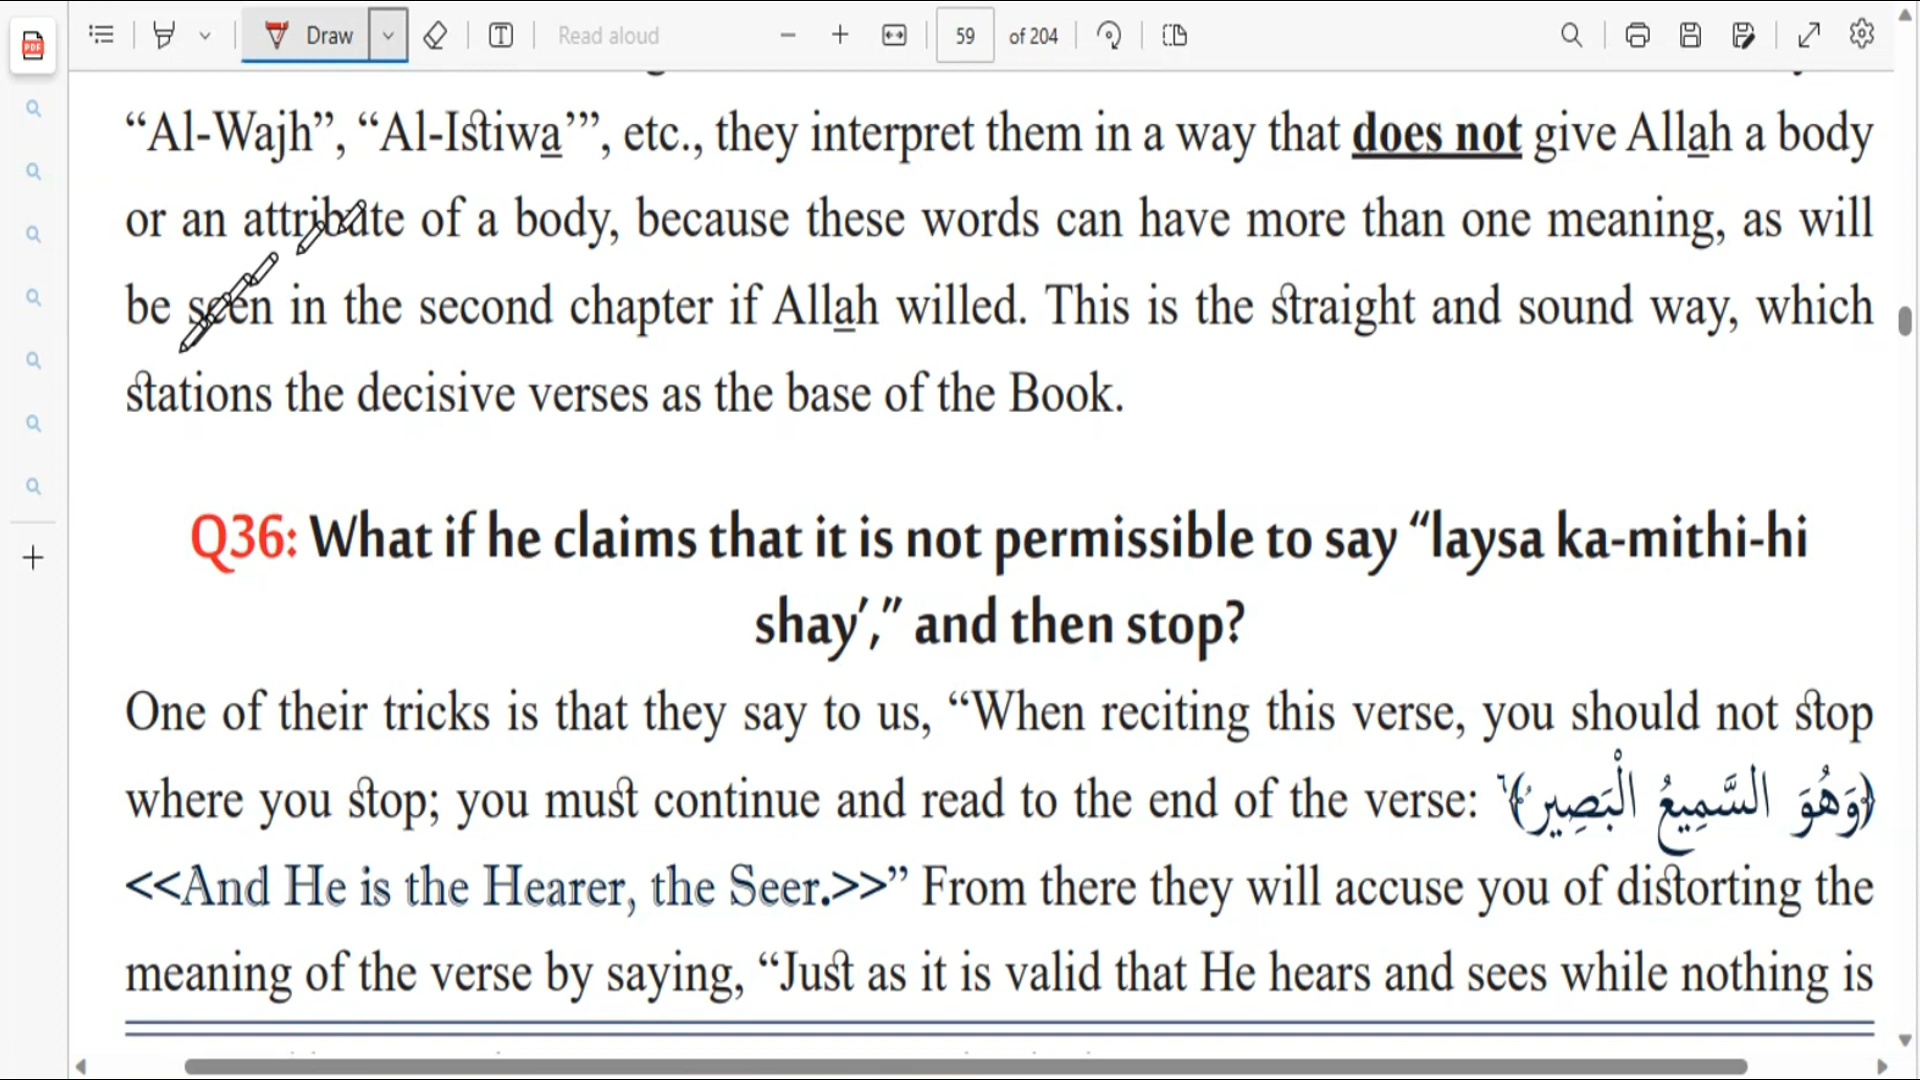 Draw
Read aloud
59 of 204
“Al-Wajh”, “Al-Istiwa’”, etc., they interpret them in a way that does not give Allah a body
or an attribute of a body, because these words can have more than one meaning, as will
be seen in the second chapter if Allah willed. This is the straight and sound way, which
stations the decisive verses as the base of the Book.
Q36: What if he claims that it is not permissible to say “laysa ka-mithi-hi
shay’,” and then stop?
One of their tricks is that they say to us, “When reciting this verse, you should not stop
where you stop; you must continue and read to the end of the verse: ﴿وَهُوَ السَّمِيعُ الْبَصِيرُ﴾٦
<<And He is the Hearer, the Seer.>>” From there they will accuse you of distorting the
meaning of the verse by saying, “Just as it is valid that He hears and sees while nothing is